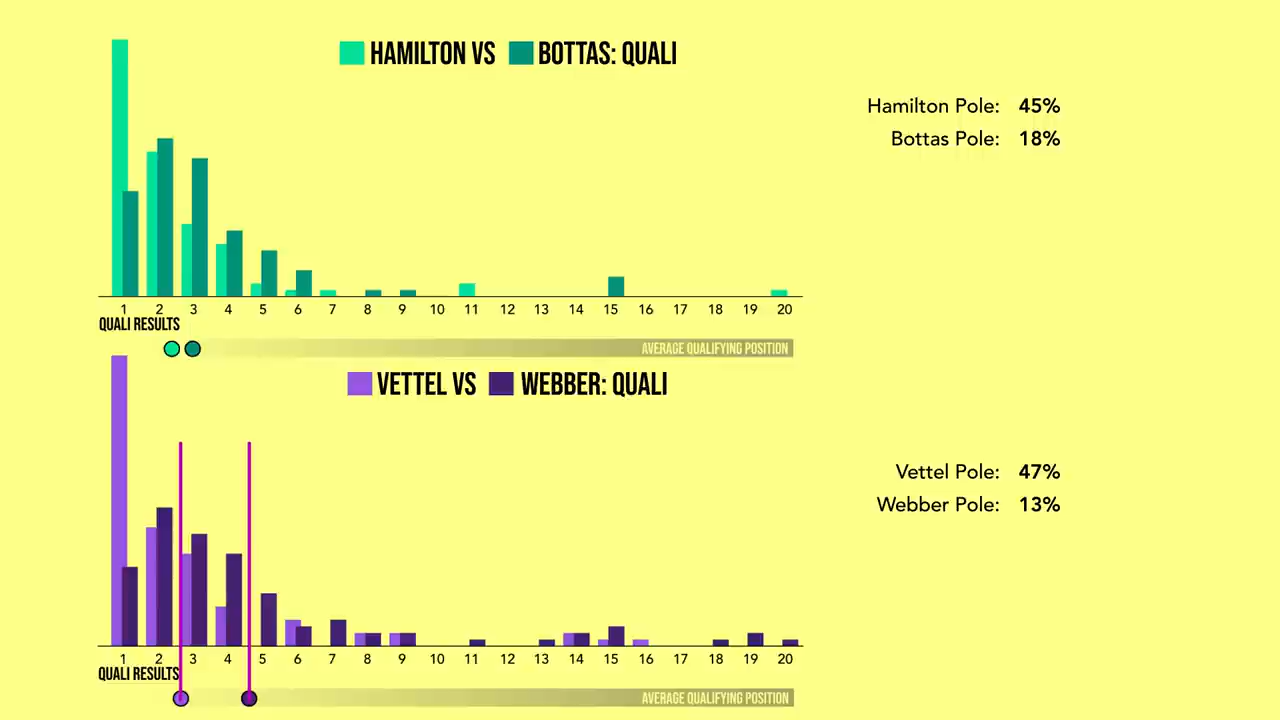 HAMILTON VS BOTTAS: QUALI
Hamilton Pole: 45%
Bottas Pole: 18%
1 2 3 4 5 6 7 8 9 10 11 12 13 14 15 16 17 18 19 20
QUALI RESULTS
AVERAGE QUALIFYING POSITION
VETTEL VS WEBBER: QUALI
Vettel Pole: 47%
Webber Pole: 13%
1 2 3 4 5 6 7 8 9 10 11 12 13 14 15 16 17 18 19 20
QUALI RESULTS
AVERAGE QUALIFYING POSITION